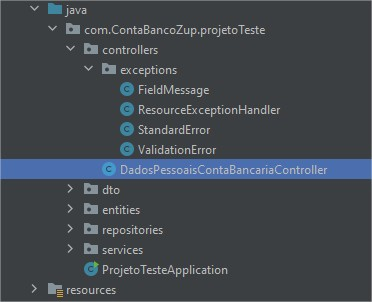 java
com.ContaBancoZup.projetoTeste
controllers
exceptions
FieldMessage
ResourceExceptionHandler
StandardError
ValidationError
DadosPessoaisContaBancariaController
dto
entities
repositories
services
ProjetoTesteApplication
resources